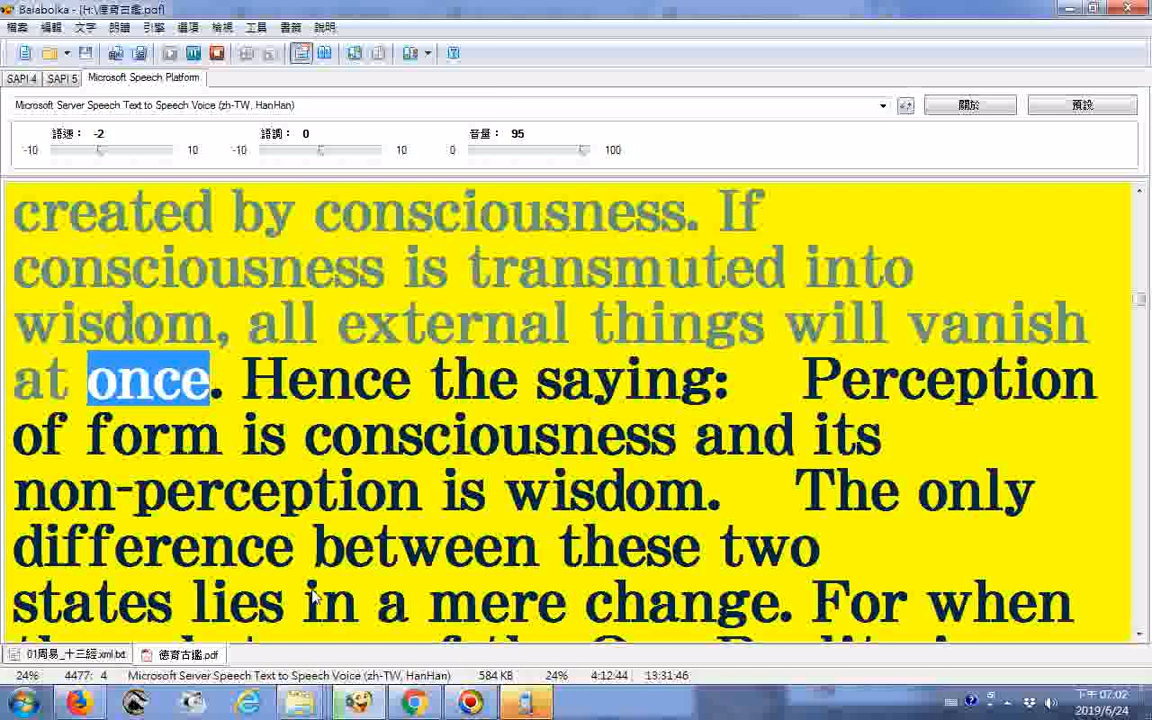 Balabolka - [H:\德育古鑑.pdf]
檔案 編輯 文字 朗讀 引擎 選項 檢視 工具 書籤 說明
SAPI 4 SAPI 5 Microsoft Speech Platform
Microsoft Server Speech Text to Speech Voice (zh-TW, HanHan) 關於 預設
語速: -2 語調: 0 音量: 95
-10 10 -10 10 0 100
created by consciousness. If
consciousness is transmuted into
wisdom, all external things will vanish
at once. Hence the saying: Perception
of form is consciousness and its
non-perception is wisdom. The only
difference between these two
states lies in a mere change. For when
01周易_十三經.xml.txt 德育古鑑.pdf
24% 4477: 4 Microsoft Server Speech Text to Speech Voice (zh-TW, HanHan) 584 KB 24% 4:12:44 13:31:46
下午 07:02
2019/6/24